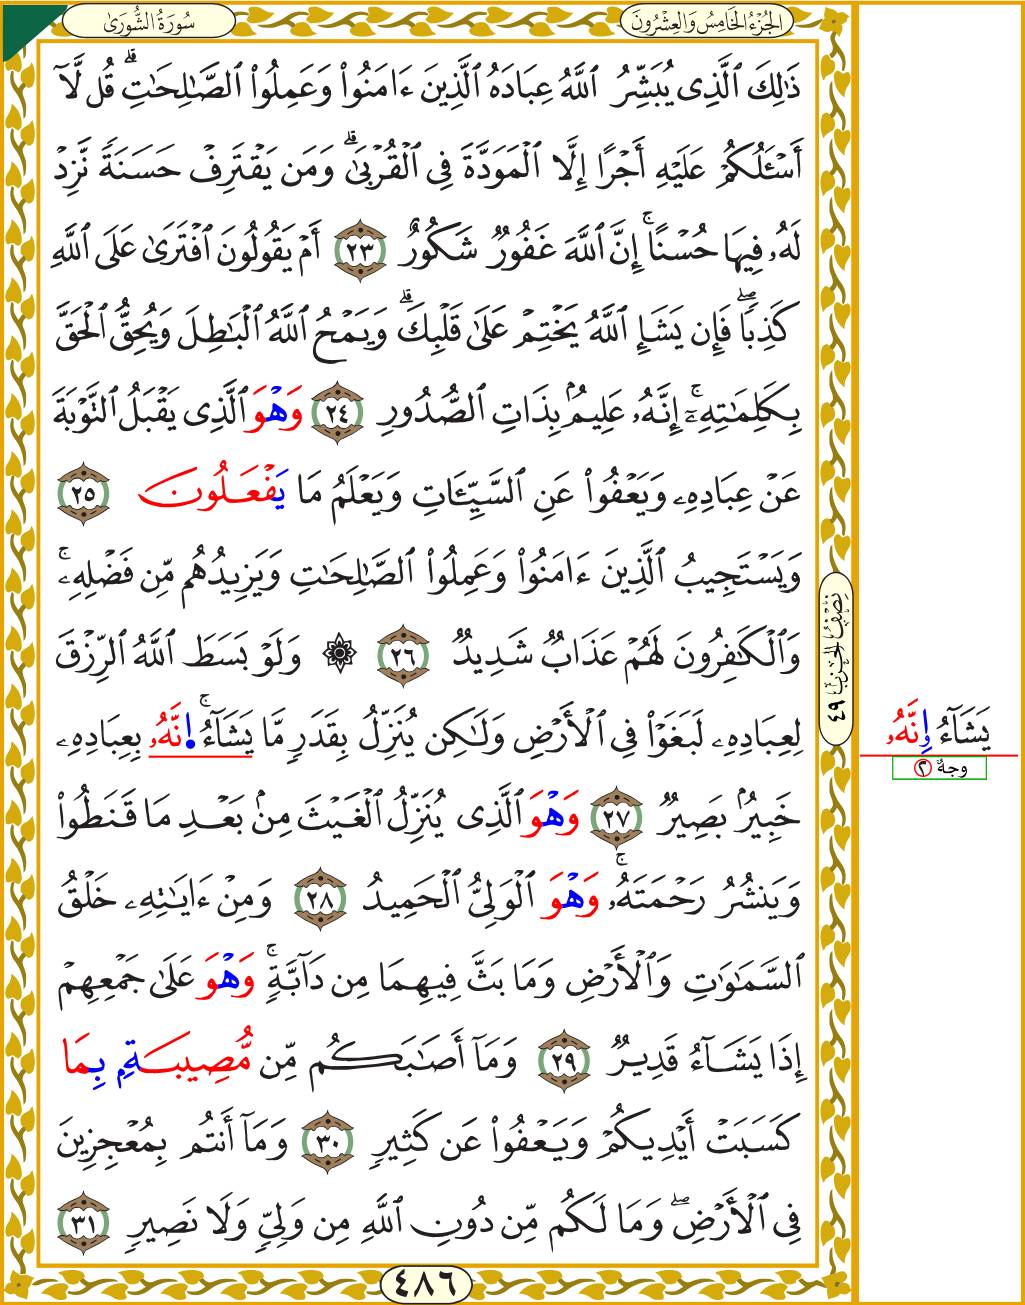 سُورَةُ الشُّورَىٰ
الجُزْءُ الخَامِسُ وَالعِشْرُونَ
ذَٰلِكَ ٱلَّذِى يُبَشِّرُ ٱللَّهُ عِبَادَهُ ٱلَّذِينَ ءَامَنُوا۟ وَعَمِلُوا۟ ٱلصَّـٰلِحَـٰتِ ۗ قُل لَّآ
أَسْـَٔلُكُمْ عَلَيْهِ أَجْرًا إِلَّا ٱلْمَوَدَّةَ فِى ٱلْقُرْبَىٰ ۗ وَمَن يَقْتَرِفْ حَسَنَةً نَّزِدْ
لَهُۥ فِيهَا حُسْنًا ۚ إِنَّ ٱللَّهَ غَفُورٌ شَكُورٌ ٢٣ أَمْ يَقُولُونَ ٱفْتَرَىٰ عَلَى ٱللَّهِ
كَذِبًا ۖ فَإِن يَشَإِ ٱللَّهُ يَخْتِمْ عَلَىٰ قَلْبِكَ ۗ وَيَمْحُ ٱللَّهُ ٱلْبَـٰطِلَ وَيُحِقُّ ٱلْحَقَّ
بِكَلِمَـٰتِهِۦٓ ۚ إِنَّهُۥ عَلِيمٌۢ بِذَاتِ ٱلصُّدُورِ ٢٤ وَهْوَ ٱلَّذِى يَقْبَلُ ٱلتَّوْبَةَ
عَنْ عِبَادِهِۦ وَيَعْفُوا۟ عَنِ ٱلسَّيِّـَٔاتِ وَيَعْلَمُ مَا يَفْعَلُونَ ٢٥
وَيَسْتَجِيبُ ٱلَّذِينَ ءَامَنُوا۟ وَعَمِلُوا۟ ٱلصَّـٰلِحَـٰتِ وَيَزِيدُهُم مِّن فَضْلِهِۦ ۚ
وَٱلْكَـٰفِرُونَ لَهُمْ عَذَابٌ شَدِيدٌ ٢٦ ۞ وَلَوْ بَسَطَ ٱللَّهُ ٱلرِّزْقَ
نِصْفُ الحِزْبِ ٤٩
لِعِبَادِهِۦ لَبَغَوْا۟ فِى ٱلْأَرْضِ وَلَـٰكِن يُنَزِّلُ بِقَدَرٍ مَّا يَشَآءُ ۚ ٱنَّهُۥ بِعِبَادِهِۦ
يَشَآءُ وِنَّهُۥ
وجهٌ ٢
خَبِيرٌۢ بَصِيرٌ ٢٧ وَهْوَ ٱلَّذِى يُنَزِّلُ ٱلْغَيْثَ مِنۢ بَعْدِ مَا قَنَطُوا۟
وَيَنشُرُ رَحْمَتَهُۥ ۚ وَهْوَ ٱلْوَلِىُّ ٱلْحَمِيدُ ٢٨ وَمِنْ ءَايَـٰتِهِۦ خَلْقُ
ٱلسَّمَـٰوَٰتِ وَٱلْأَرْضِ وَمَا بَثَّ فِيهِمَا مِن دَآبَّةٍ ۚ وَهْوَ عَلَىٰ جَمْعِهِمْ
إِذَا يَشَآءُ قَدِيرٌ ٢٩ وَمَآ أَصَـٰبَكُم مِّن مُّصِيبَةٍۢ بِمَا
كَسَبَتْ أَيْدِيكُمْ وَيَعْفُوا۟ عَن كَثِيرٍ ٣٠ وَمَآ أَنتُم بِمُعْجِزِينَ
فِى ٱلْأَرْضِ ۖ وَمَا لَكُم مِّن دُونِ ٱللَّهِ مِن وَلِىٍّ وَلَا نَصِيرٍ ٣١
٤٨٦